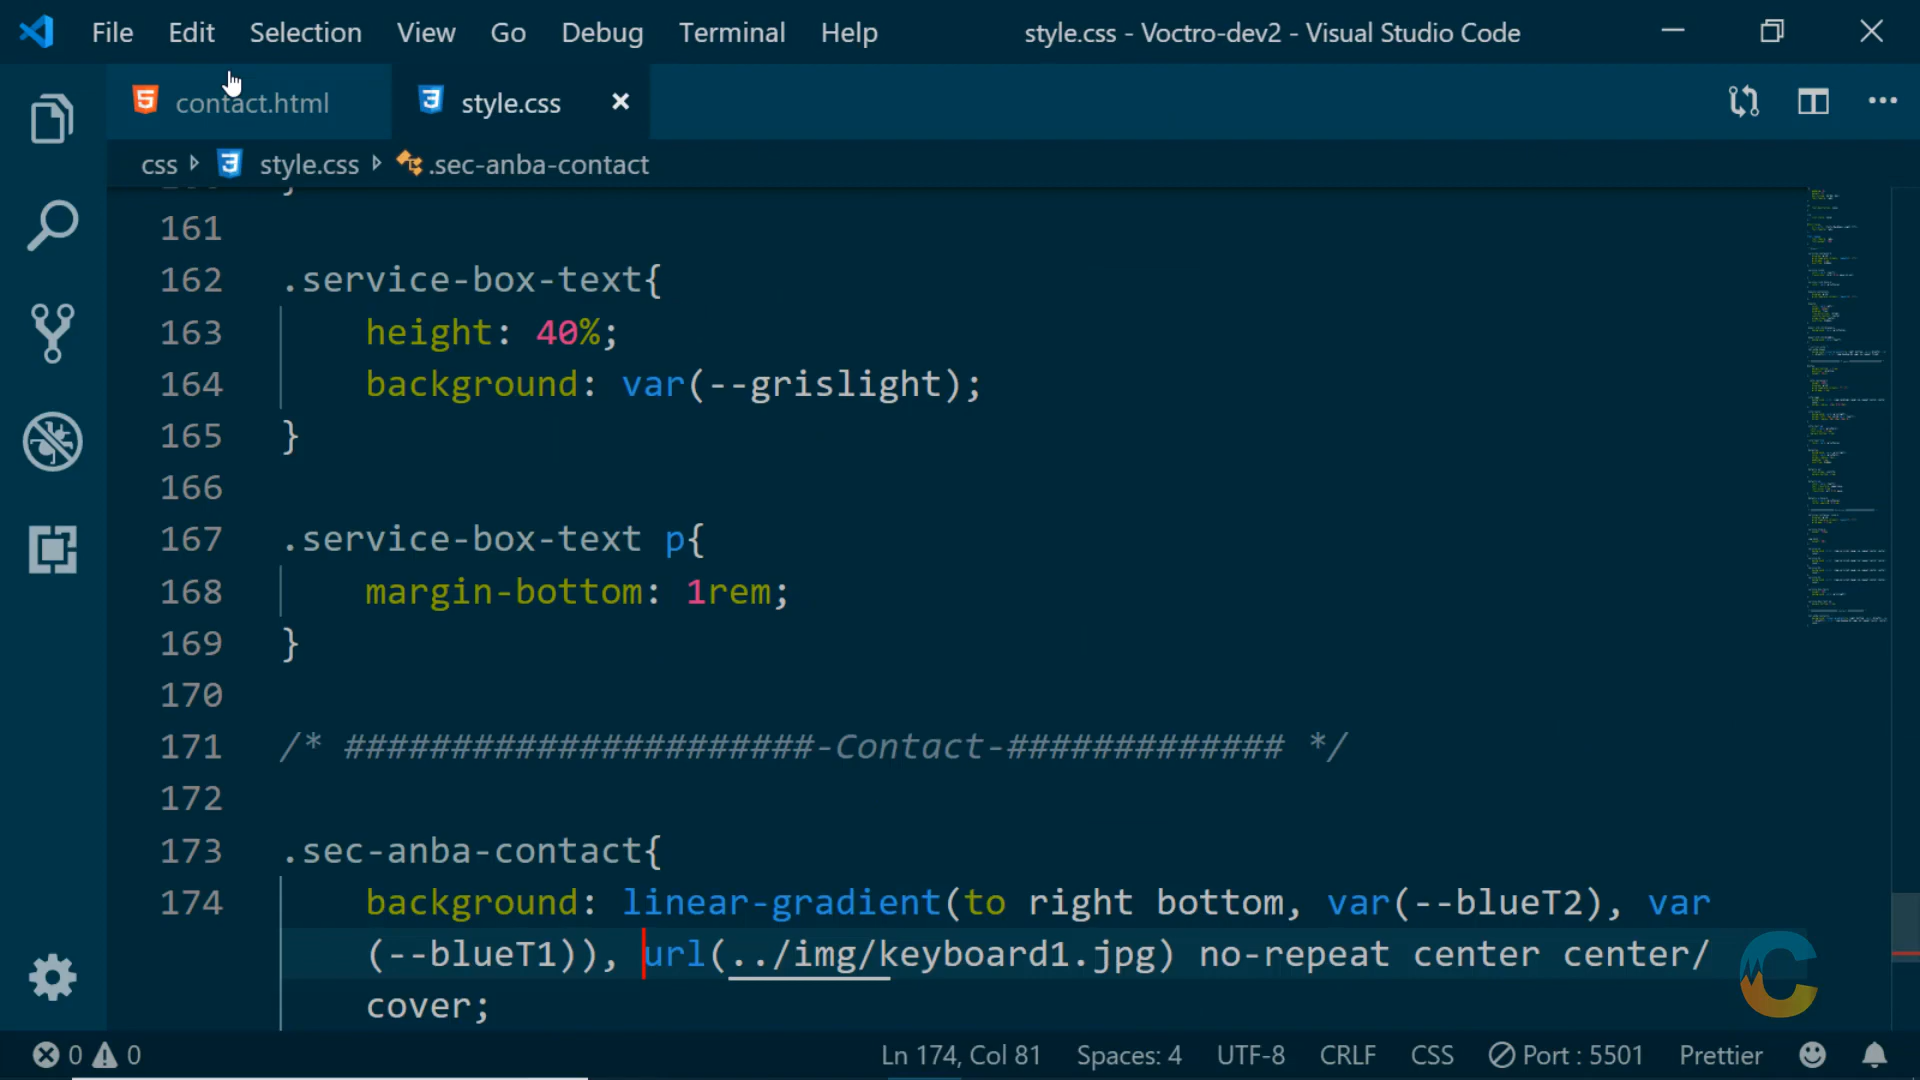 File Edit Selection View Go Debug Terminal Help style.css - Voctro-dev2 - Visual Studio Code
contact.html style.css
css style.css .sec-anba-contact
161
162 .service-box-text{
163 height: 40%;
164 background: var(--grislight);
165 }
166
167 .service-box-text p{
168 margin-bottom: 1rem;
169 }
170
171 /* ######################-Contact-############# */
172
173 .sec-anba-contact{
174 background: linear-gradient(to right bottom, var(--blueT2), var
(--blueT1)), url(../img/keyboard1.jpg) no-repeat center center/
cover;
0 0 Ln 174, Col 81 Spaces: 4 UTF-8 CRLF CSS Port : 5501 Prettier